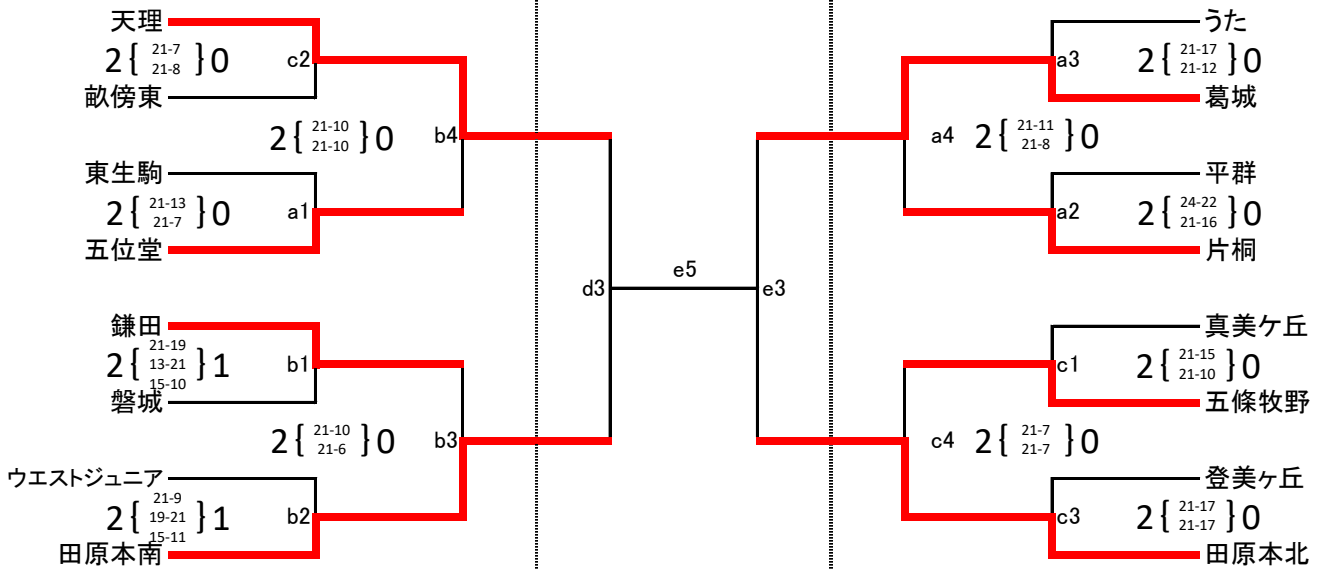 天理
2 { 21-7 21-8 } 0
c2
畝傍東
2 { 21-10 21-10 } 0
b4
東生駒
2 { 21-13 21-7 } 0
a1
五位堂
鎌田
2 { 21-19 13-21 15-10 } 1
b1
磐城
2 { 21-10 21-6 } 0
b3
ウエストジュニア
2 { 21-9 19-21 15-11 } 1
b2
田原本南
d3
e5
e3
うた
a3
2 { 21-17 21-12 } 0
葛城
a4
2 { 21-11 21-8 } 0
平群
a2
2 { 24-22 21-16 } 0
片桐
真美ケ丘
c1
2 { 21-15 21-10 } 0
五條牧野
c4
2 { 21-7 21-7 } 0
登美ヶ丘
c3
2 { 21-17 21-17 } 0
田原本北